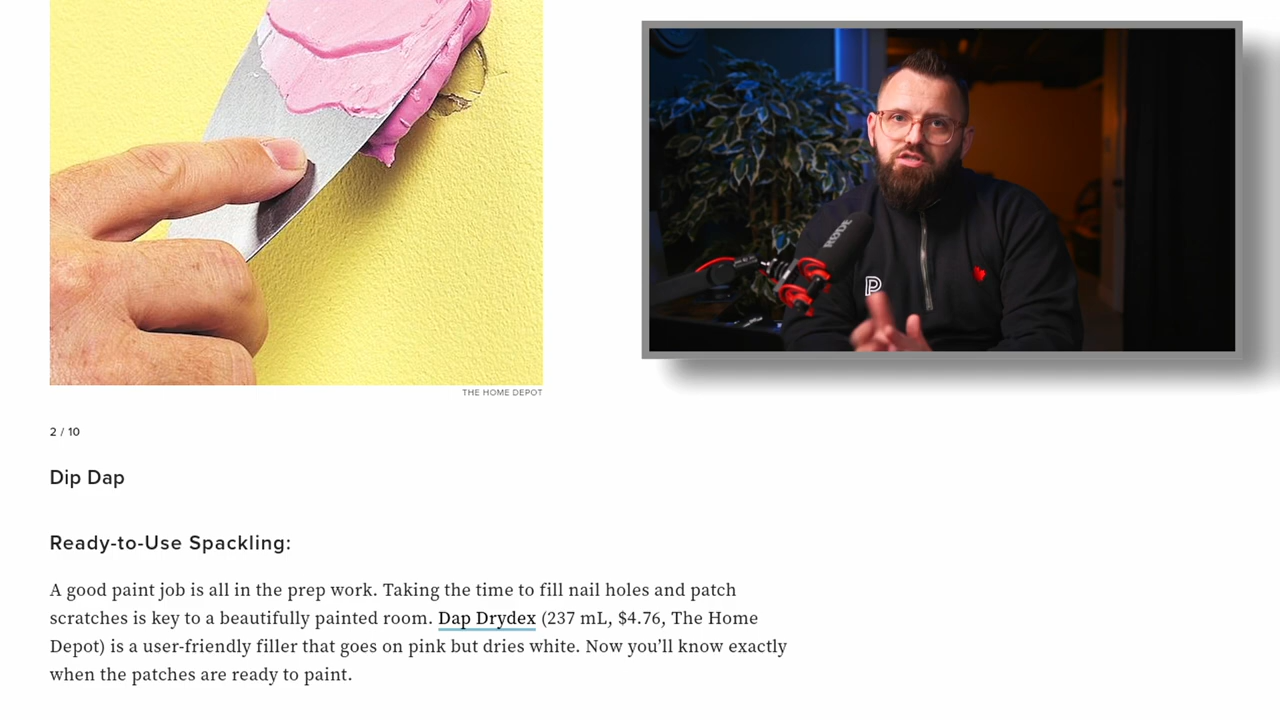 RØDE
P
THE HOME DEPOT
2 / 10
Dip Dap
Ready-to-Use Spackling:
A good paint job is all in the prep work. Taking the time to fill nail holes and patch
scratches is key to a beautifully painted room. Dap Drydex (237 mL, $4.76, The Home
Depot) is a user-friendly filler that goes on pink but dries white. Now you’ll know exactly
when the patches are ready to paint.